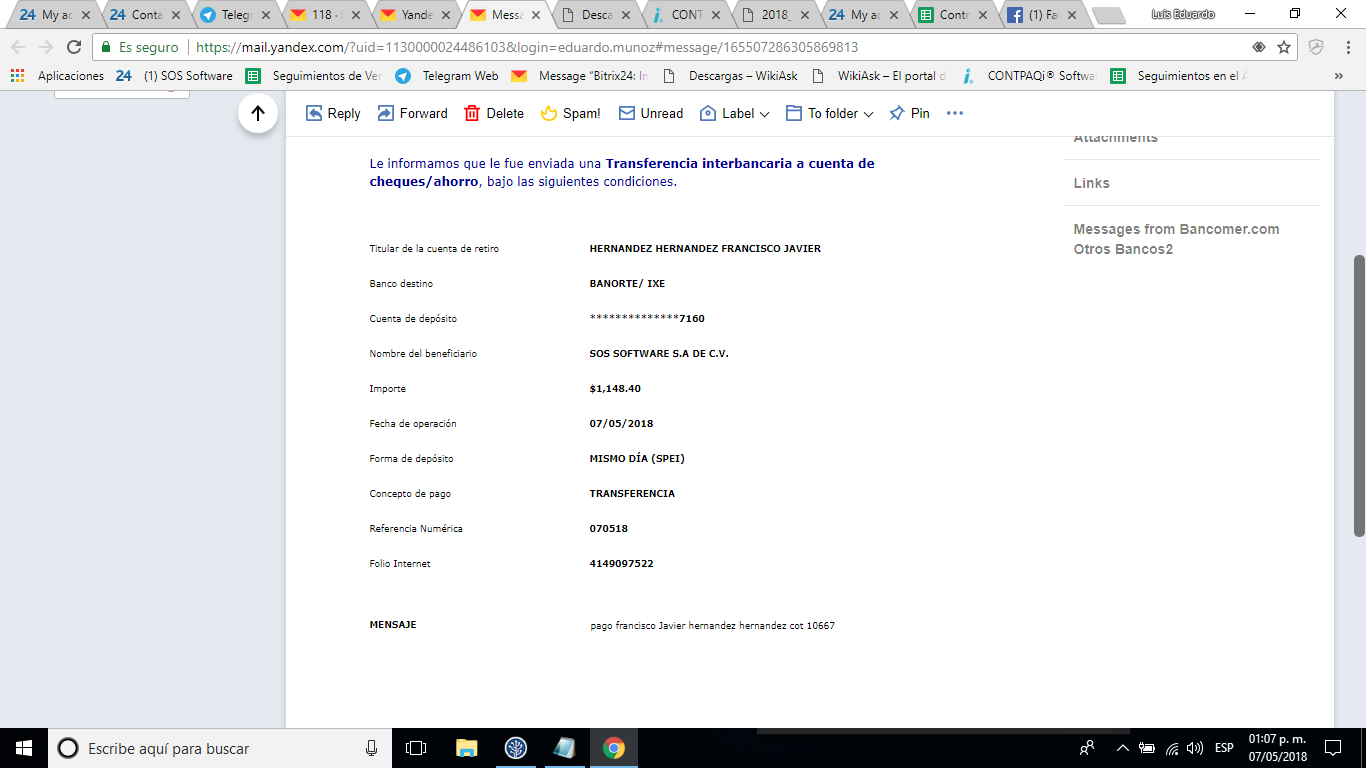 My ac
Conta
Telegr
118 ·
Yande
Messa
Desca
CONT
2018_
My ac
Contr
(1) Fa
Luis Eduardo
Es seguro
https://mail.yandex.com/?uid=1130000024486103&login=eduardo.munoz#message/165507286305869813
Aplicaciones
24 (1) SOS Software
Seguimientos de Ver
Telegram Web
Message "Bitrix24: In
Descargas – WikiAsk
WikiAsk – El portal d
CONTPAQi® Softwa
Seguimientos en el A
»
Reply
Forward
Delete
Spam!
Unread
Label
To folder
Pin
Attachments
Links
Messages from Bancomer.com
Otros Bancos2
Le informamos que le fue enviada una Transferencia interbancaria a cuenta de
cheques/ahorro, bajo las siguientes condiciones.
Titular de la cuenta de retiro HERNANDEZ HERNANDEZ FRANCISCO JAVIER
Banco destino BANORTE/ IXE
Cuenta de depósito **************7160
Nombre del beneficiario SOS SOFTWARE S.A DE C.V.
Importe $1,148.40
Fecha de operación 07/05/2018
Forma de depósito MISMO DÍA (SPEI)
Concepto de pago TRANSFERENCIA
Referencia Numérica 070518
Folio Internet 4149097522
MENSAJE pago francisco Javier hernandez hernandez cot 10667
Escribe aquí para buscar
ESP
01:07 p. m.
07/05/2018